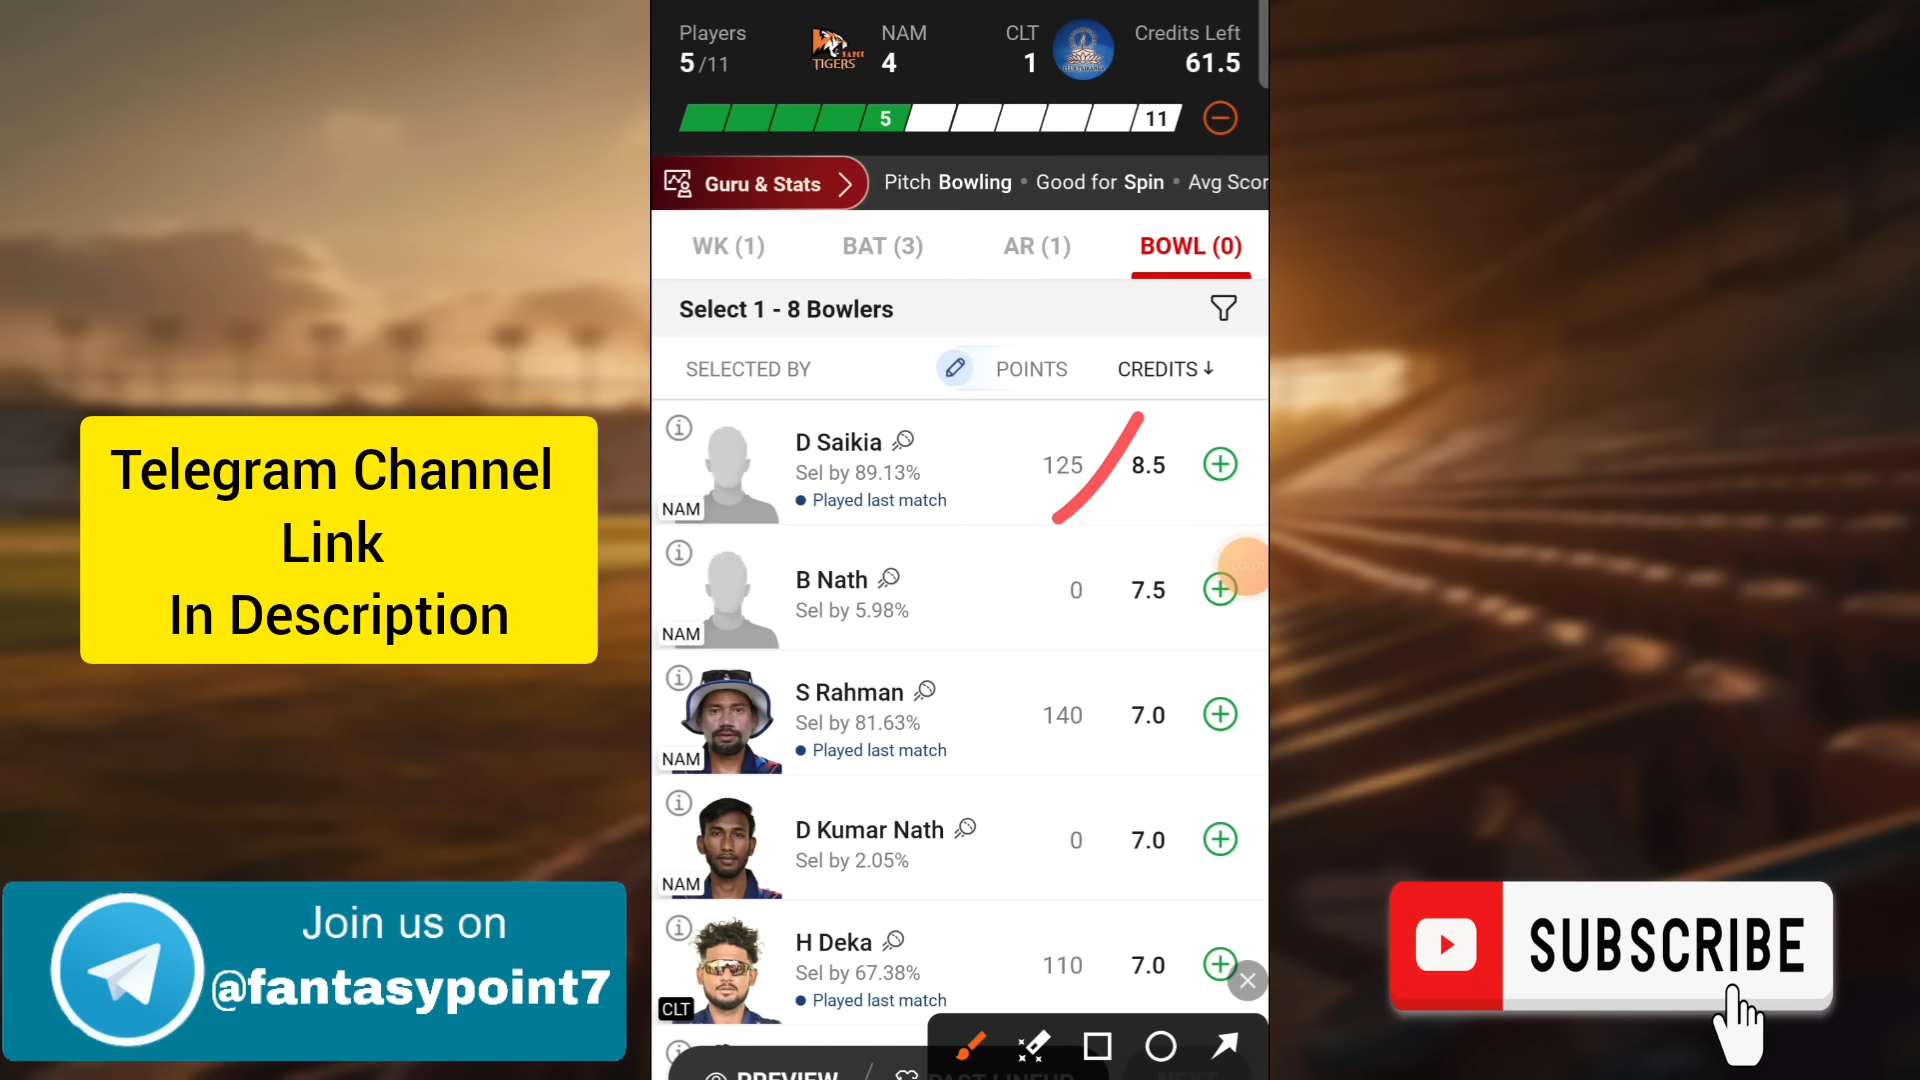 Players
5 /11
TIGERS
NAM
4
CLT
1
Credits Left
61.5
5
11
Guru & Stats
Pitch Bowling • Good for Spin • Avg Scor
WK (1)
BAT (3)
AR (1)
BOWL (0)
Select 1 - 8 Bowlers
SELECTED BY
POINTS
CREDITS ↓
D Saikia
Sel by 89.13%
Played last match
NAM
125
8.5
B Nath
Sel by 5.98%
NAM
0
7.5
S Rahman
Sel by 81.63%
Played last match
NAM
140
7.0
D Kumar Nath
Sel by 2.05%
NAM
0
7.0
H Deka
Sel by 67.38%
Played last match
CLT
110
7.0
PREVIEW
Telegram Channel
Link
In Description
Join us on
@fantasypoint7
SUBSCRIBE